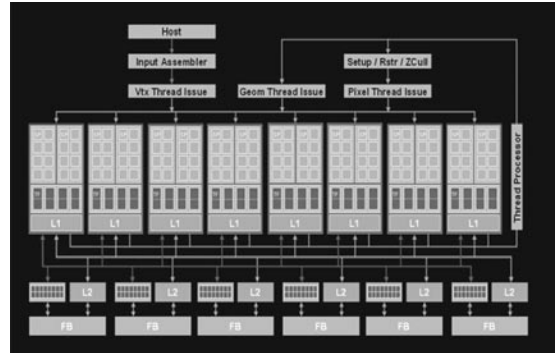 Host
Input Assembler
Setup / Rstr / ZCull
Vtx Thread Issue
Geom Thread Issue
Pixel Thread Issue
Thread Processor
L1
L1
L1
L1
L1
L1
L1
L1
L2
L2
L2
L2
L2
L2
FB
FB
FB
FB
FB
FB